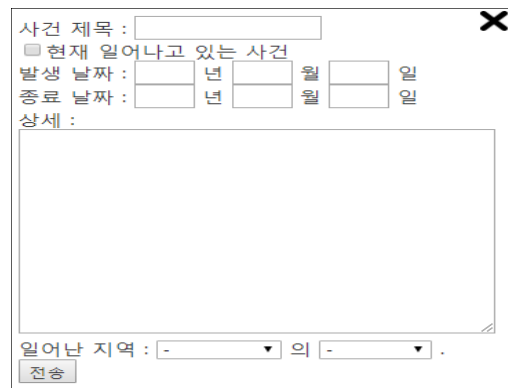 사건 제목 :
현재 일어나고 있는 사건
발생 날짜 : 년 월 일
종료 날짜 : 년 월 일
상세 :
일어난 지역 : - 의 - .
전송